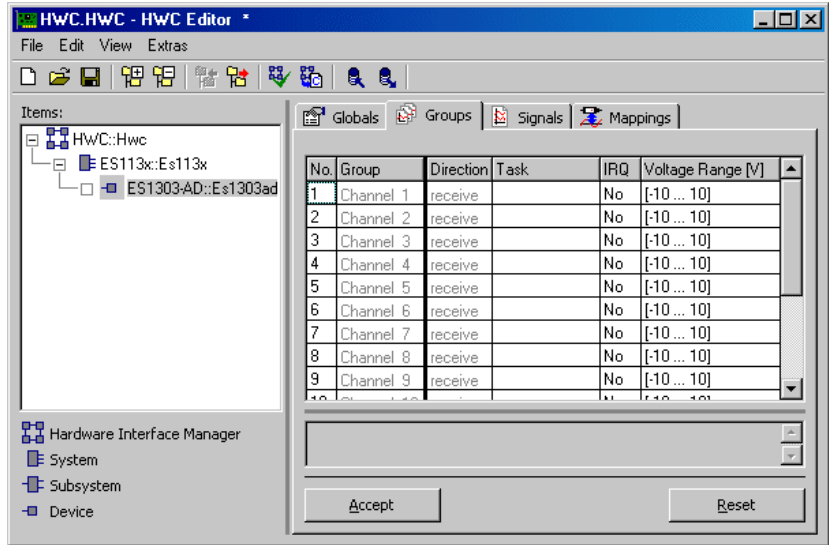 HWC.HWC - HWC Editor *
File Edit View Extras
Items:
HWC::Hwc
ES113x::Es113x
ES1303-AD::Es1303ad
Hardware Interface Manager
System
Subsystem
Device
Globals Groups Signals Mappings
No. Group Direction Task IRQ Voltage Range [V]
1 Channel 1 receive No [-10 ... 10]
2 Channel 2 receive No [-10 ... 10]
3 Channel 3 receive No [-10 ... 10]
4 Channel 4 receive No [-10 ... 10]
5 Channel 5 receive No [-10 ... 10]
6 Channel 6 receive No [-10 ... 10]
7 Channel 7 receive No [-10 ... 10]
8 Channel 8 receive No [-10 ... 10]
9 Channel 9 receive No [-10 ... 10]
Accept Reset